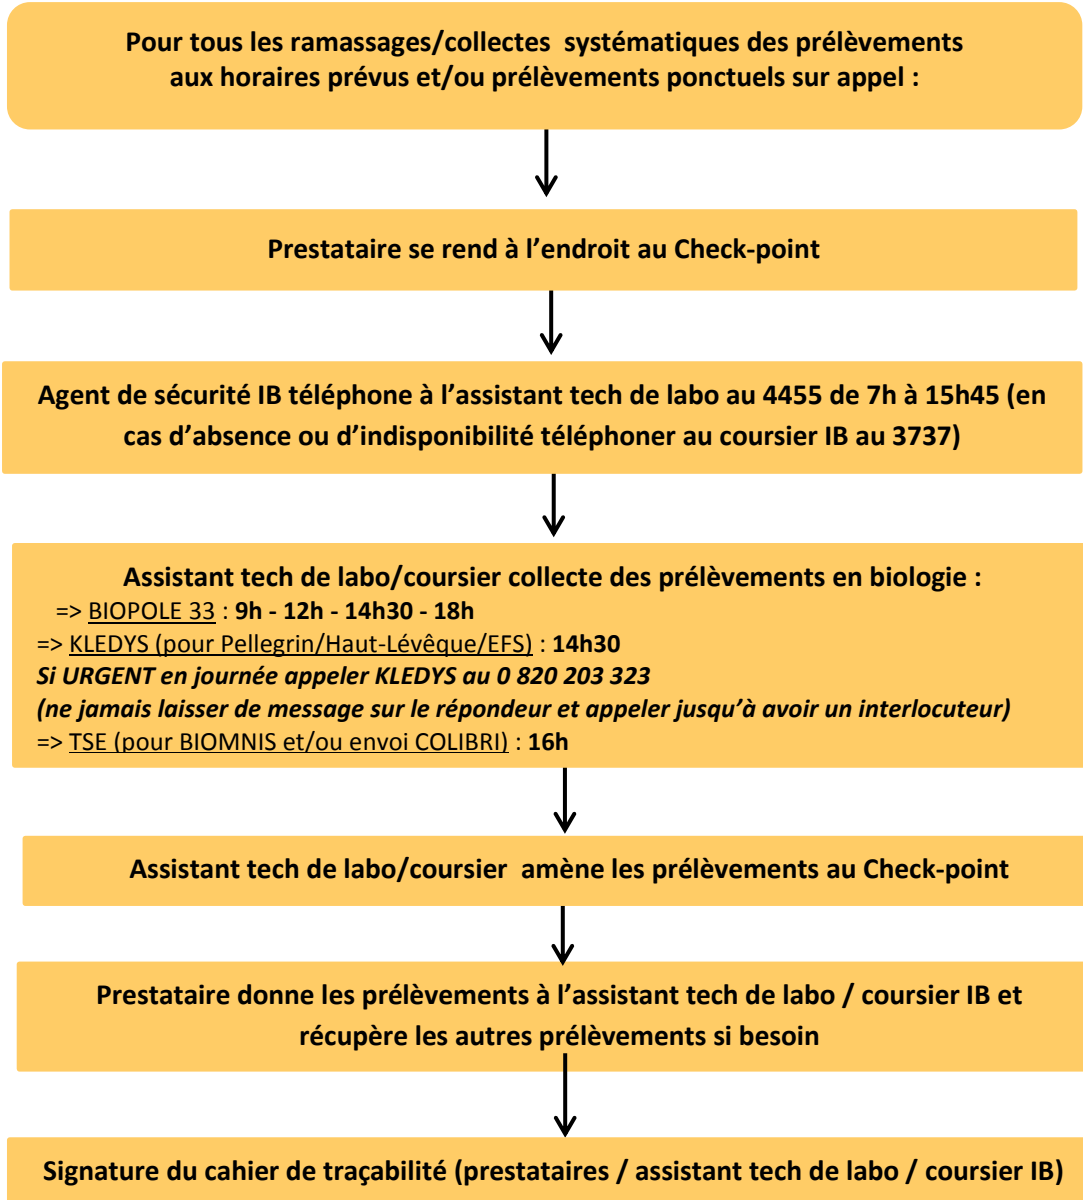 Pour tous les ramassages/collectes  systématiques des prélèvements
aux horaires prévus et/ou prélèvements ponctuels sur appel :
Prestataire se rend à l’endroit au Check-point
Agent de sécurité IB téléphone à l’assistant tech de labo au 4455 de 7h à 15h45 (en
cas d’absence ou d’indisponibilité téléphoner au coursier IB au 3737)
Assistant tech de labo/coursier collecte des prélèvements en biologie :
=> BIOPOLE 33 : 9h - 12h - 14h30 - 18h
=> KLEDYS (pour Pellegrin/Haut-Lévêque/EFS) : 14h30
Si URGENT en journée appeler KLEDYS au 0 820 203 323
(ne jamais laisser de message sur le répondeur et appeler jusqu’à avoir un interlocuteur)
=> TSE (pour BIOMNIS et/ou envoi COLIBRI) : 16h
Assistant tech de labo/coursier  amène les prélèvements au Check-point
Prestataire donne les prélèvements à l’assistant tech de labo / coursier IB et
récupère les autres prélèvements si besoin
Signature du cahier de traçabilité (prestataires / assistant tech de labo / coursier IB)